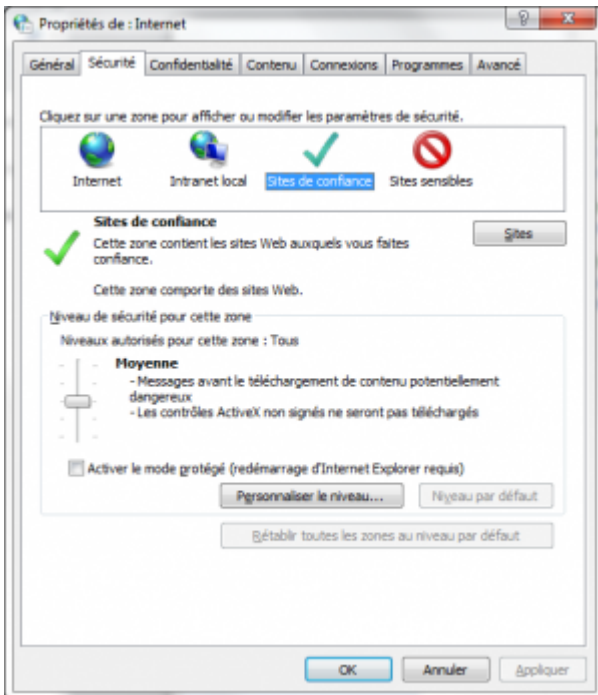 Propriétés de : Internet
Général Sécurité Confidentialité Contenu Connexions Programmes Avancé
Cliquez sur une zone pour afficher ou modifier les paramètres de sécurité.
Internet Intranet local Sites de confiance Sites sensibles
Sites de confiance
Cette zone contient les sites Web auxquels vous faites
confiance.
Sites
Cette zone comporte des sites Web.
Niveau de sécurité pour cette zone
Niveaux autorisés pour cette zone : Tous
Moyenne
- Messages avant le téléchargement de contenu potentiellement
dangereux
- Les contrôles ActiveX non signés ne seront pas téléchargés
Activer le mode protégé (redémarrage d'Internet Explorer requis)
Personnaliser le niveau... Niveau par défaut
Rétablir toutes les zones au niveau par défaut
OK Annuler Appliquer